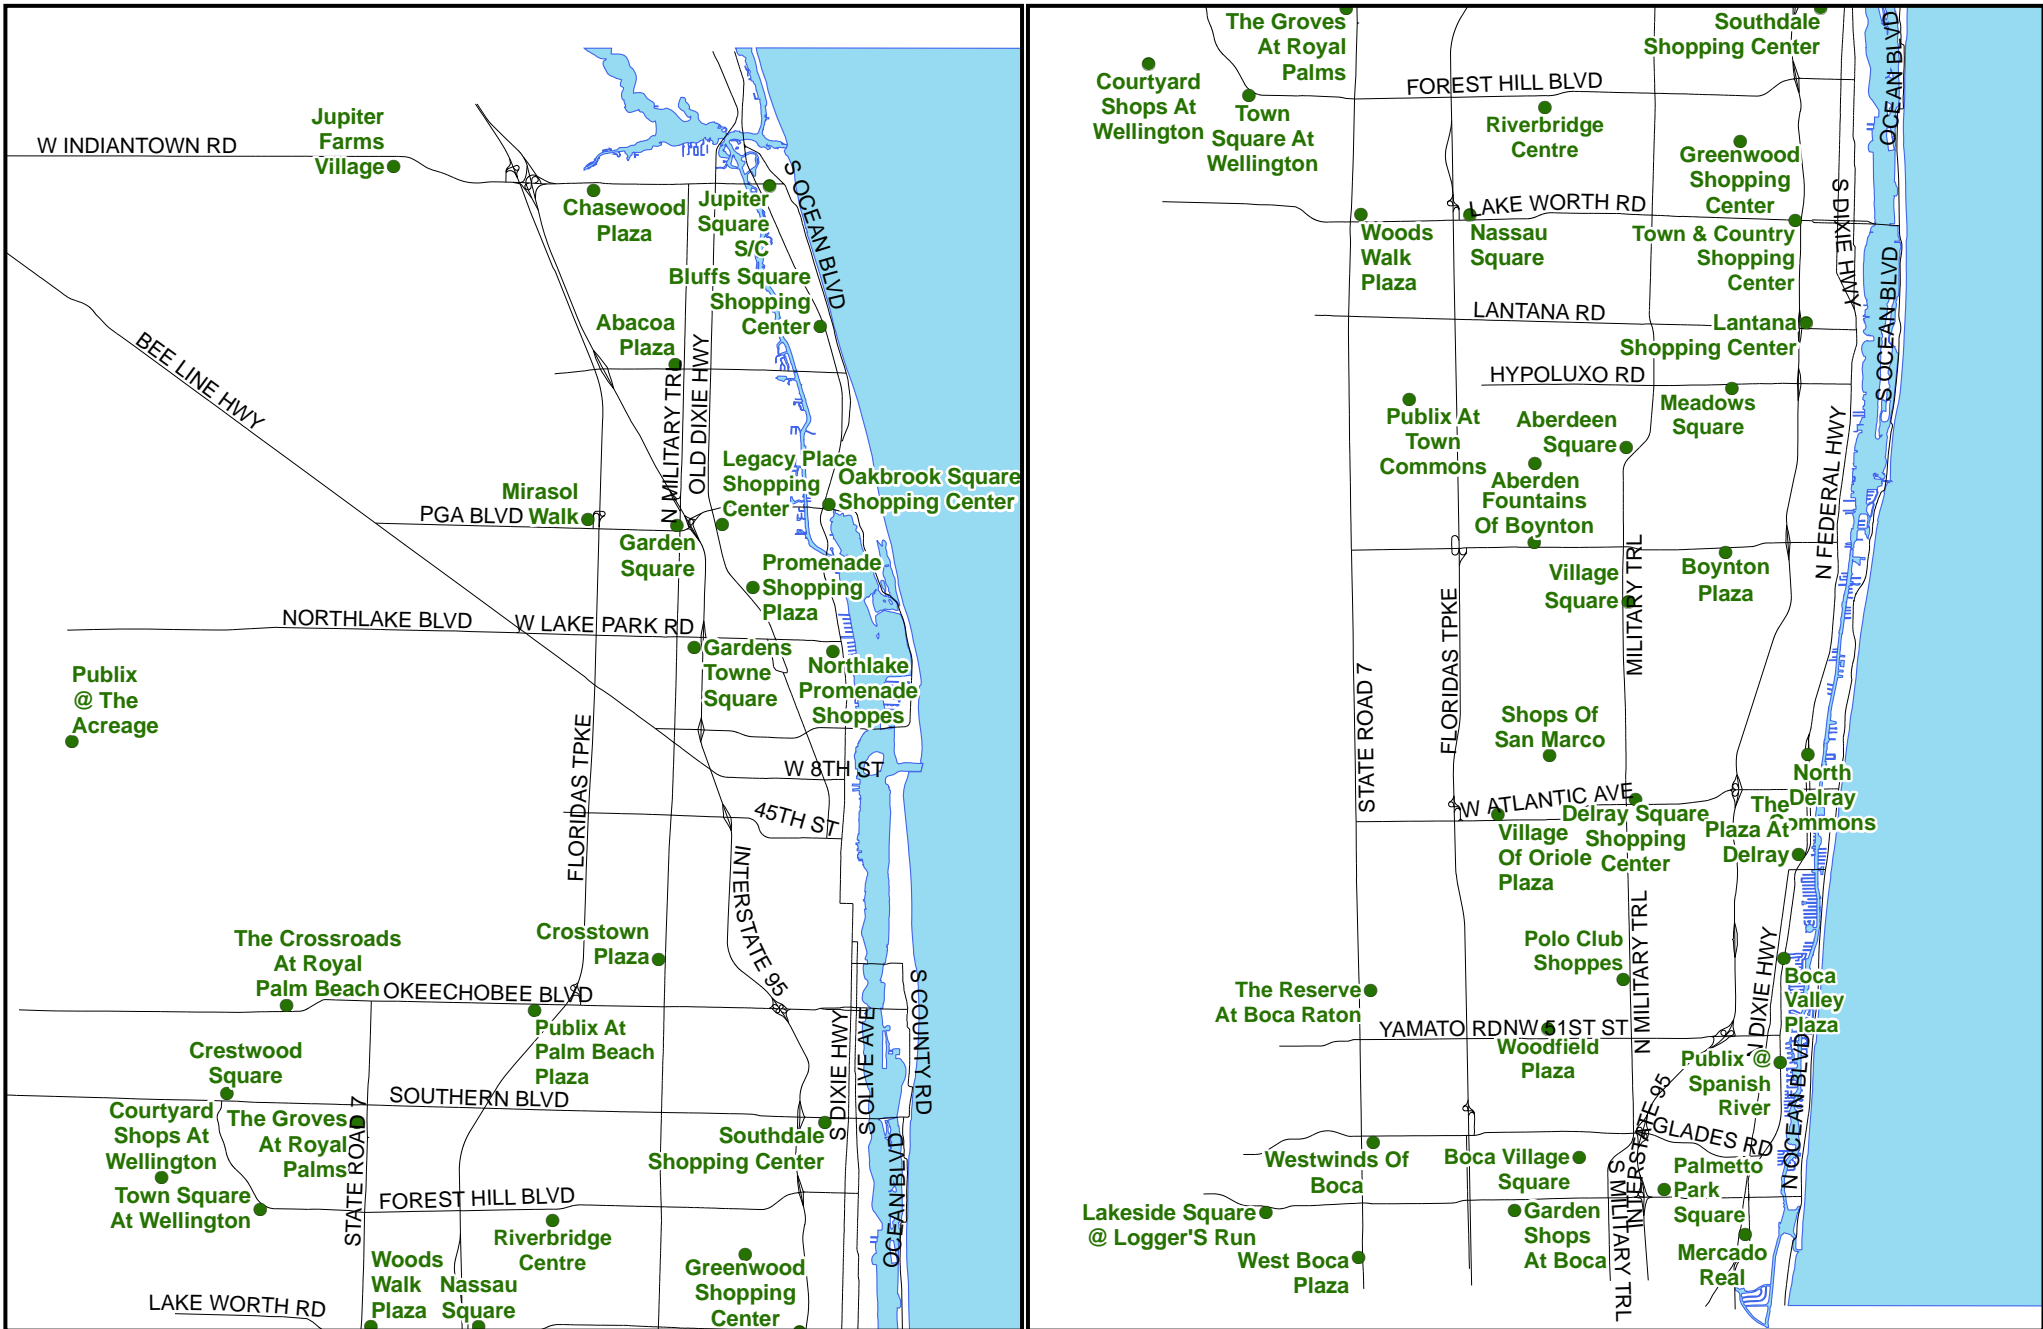 W INDIANTOWN RD
Jupiter
Farms
Village
Chasewood
Plaza
Jupiter
Square
S/C
S OCEAN BLVD
Bluffs Square
Shopping
Center
Abacoa
Plaza
BEE LINE HWY
N MILITARY TRL
OLD DIXIE HWY
Legacy Place
Shopping
Center
Oakbrook Square
Shopping Center
Mirasol
Walk
PGA BLVD
Garden
Square
Promenade
Shopping
Plaza
NORTHLAKE BLVD
W LAKE PARK RD
Gardens
Towne
Square
Northlake
Promenade
Shoppes
Publix
@ The
Acreage
FLORIDAS TPKE
W 8TH ST
45TH ST
INTERSTATE 95
Crosstown
Plaza
The Crossroads
At Royal
Palm Beach
OKEECHOBEE BLVD
Publix At
Palm Beach
Plaza
Crestwood
Square
SOUTHERN BLVD
S DIXIE HWY
S OLIVE AVE
S COUNTY RD
Courtyard
Shops At
Wellington
The Groves
At Royal
Palms
STATE ROAD 7
Southdale
Shopping Center
Town Square
At Wellington
FOREST HILL BLVD
Riverbridge
Centre
OCEAN BLVD
Woods
Walk
Plaza
Nassau
Square
Greenwood
Shopping
Center
LAKE WORTH RD
The Groves
At Royal
Palms
Southdale
Shopping Center
OCEAN BLVD
Courtyard
Shops At
Wellington
Town
Square At
Wellington
FOREST HILL BLVD
Riverbridge
Centre
Greenwood
Shopping
Center
S DIXIE HWY
LAKE WORTH RD
Woods
Walk
Plaza
Nassau
Square
Town & Country
Shopping
Center
S OCEAN BLVD
LANTANA RD
Lantana
Shopping Center
HYPOLUXO RD
Meadows
Square
Publix At
Town
Commons
Aberdeen
Square
Aberden
Fountains
Of Boynton
N FEDERAL HWY
Boynton
Plaza
Village
Square
MILITARY TRL
FLORIDAS TPKE
STATE ROAD 7
Shops Of
San Marco
North
Delray
Commons
W ATLANTIC AVE
Village
Of Oriole
Plaza
Delray Square
Shopping
Center
The
Plaza At
Delray
Polo Club
Shoppes
N MILITARY TRL
N DIXIE HWY
Boca
Valley
Plaza
The Reserve
At Boca Raton
YAMATO RD
NW 51ST ST
Woodfield
Plaza
Publix @
Spanish
River
N OCEAN BLVD
INTERSTATE 95
GLADES RD
Westwinds Of
Boca
Boca Village
Square
Palmetto
Park
Square
INTERSTATE 95
S MILITARY TRL
Lakeside Square
@ Logger'S Run
Garden
Shops
At Boca
West Boca
Plaza
Mercado
Real